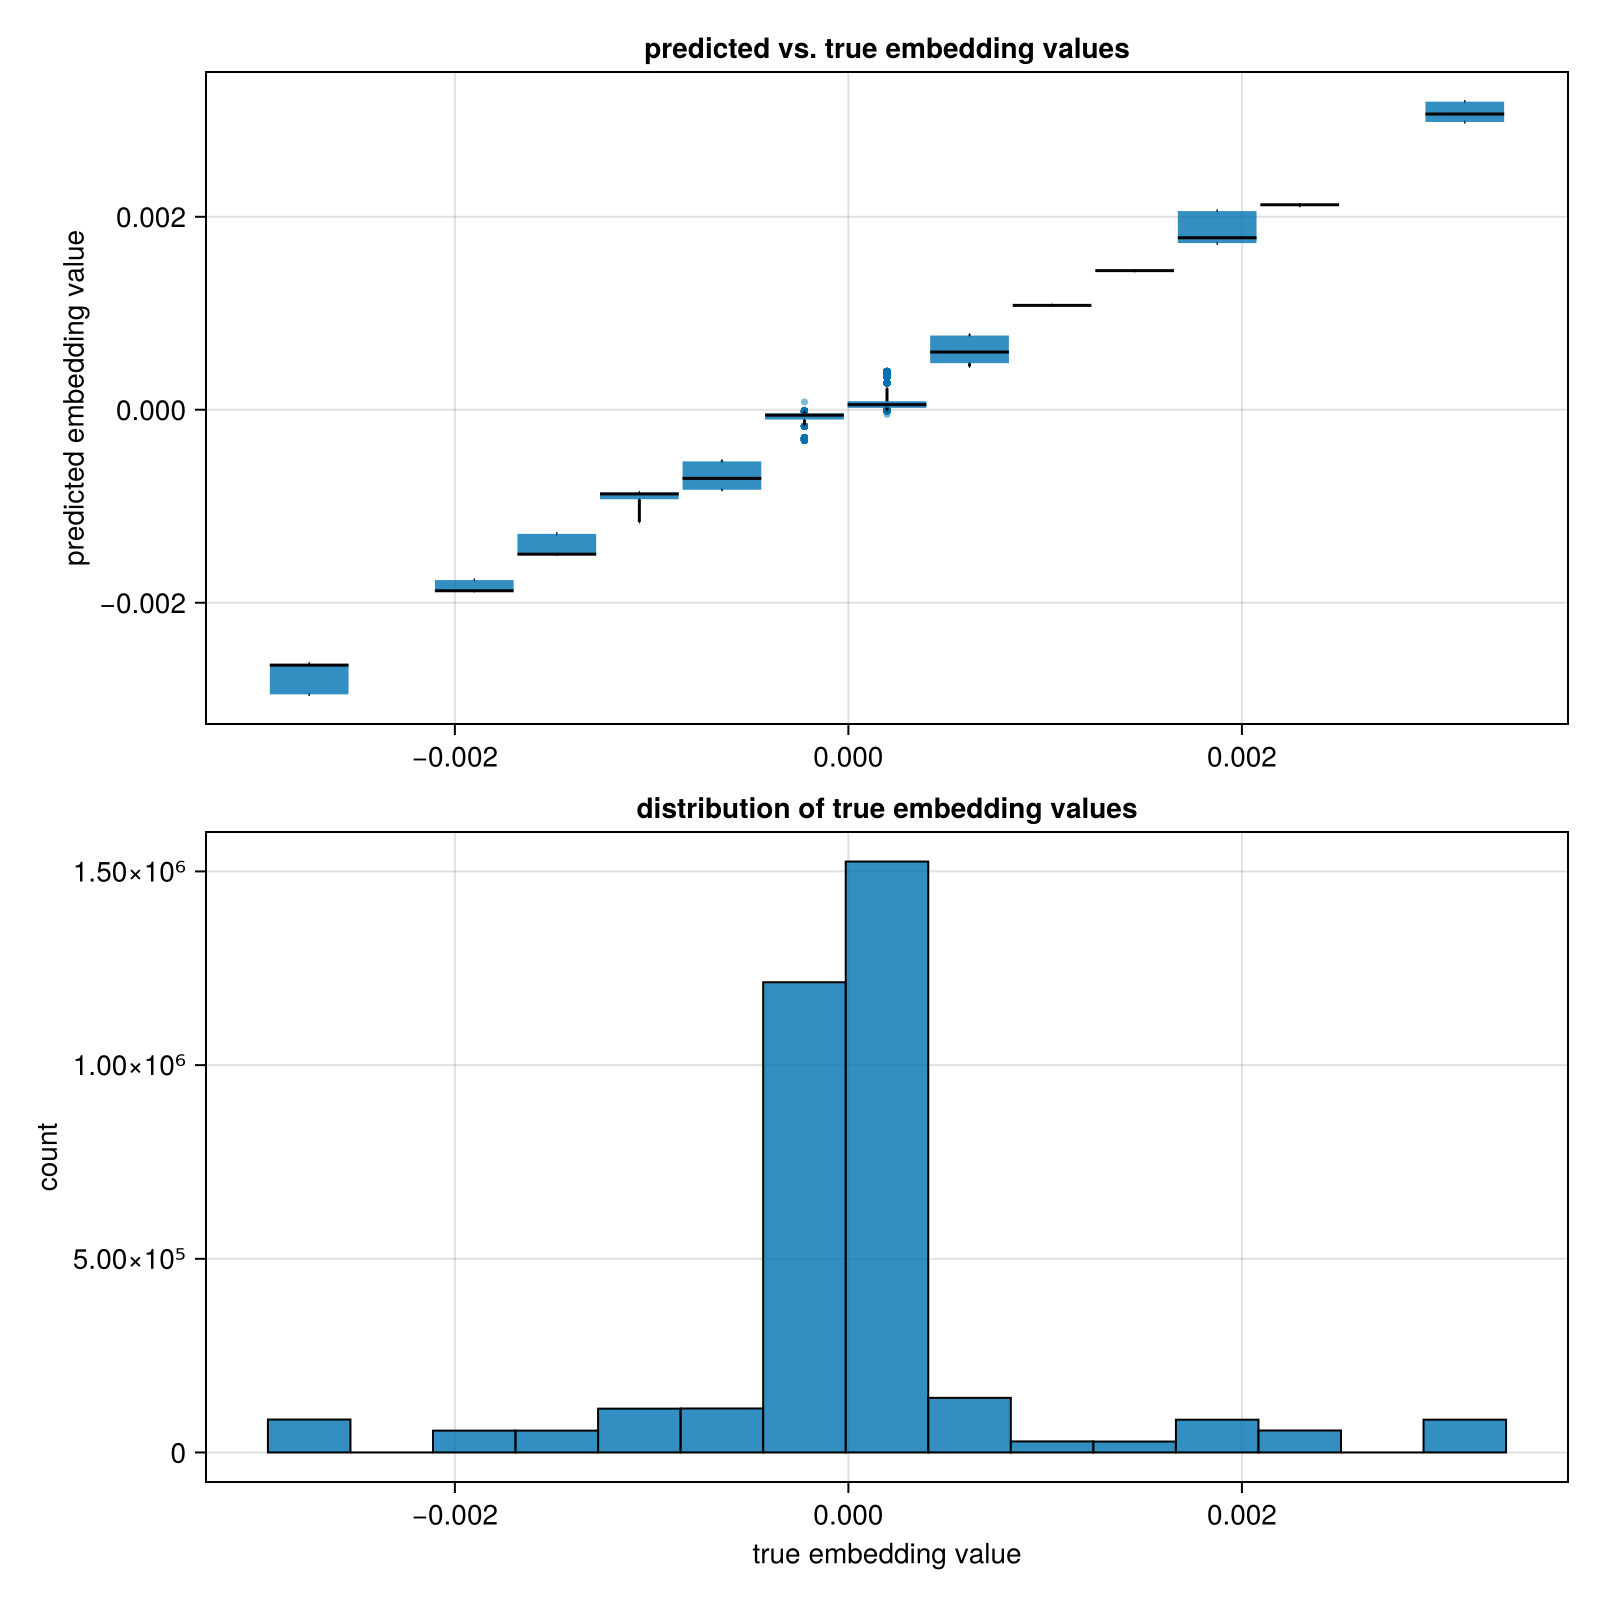 predicted vs. true embedding values
predicted embedding value
0.002
0.000
−0.002
−0.002
0.000
0.002
distribution of true embedding values
count
1.50×10⁶
1.00×10⁶
5.00×10⁵
0
−0.002
0.000
0.002
true embedding value